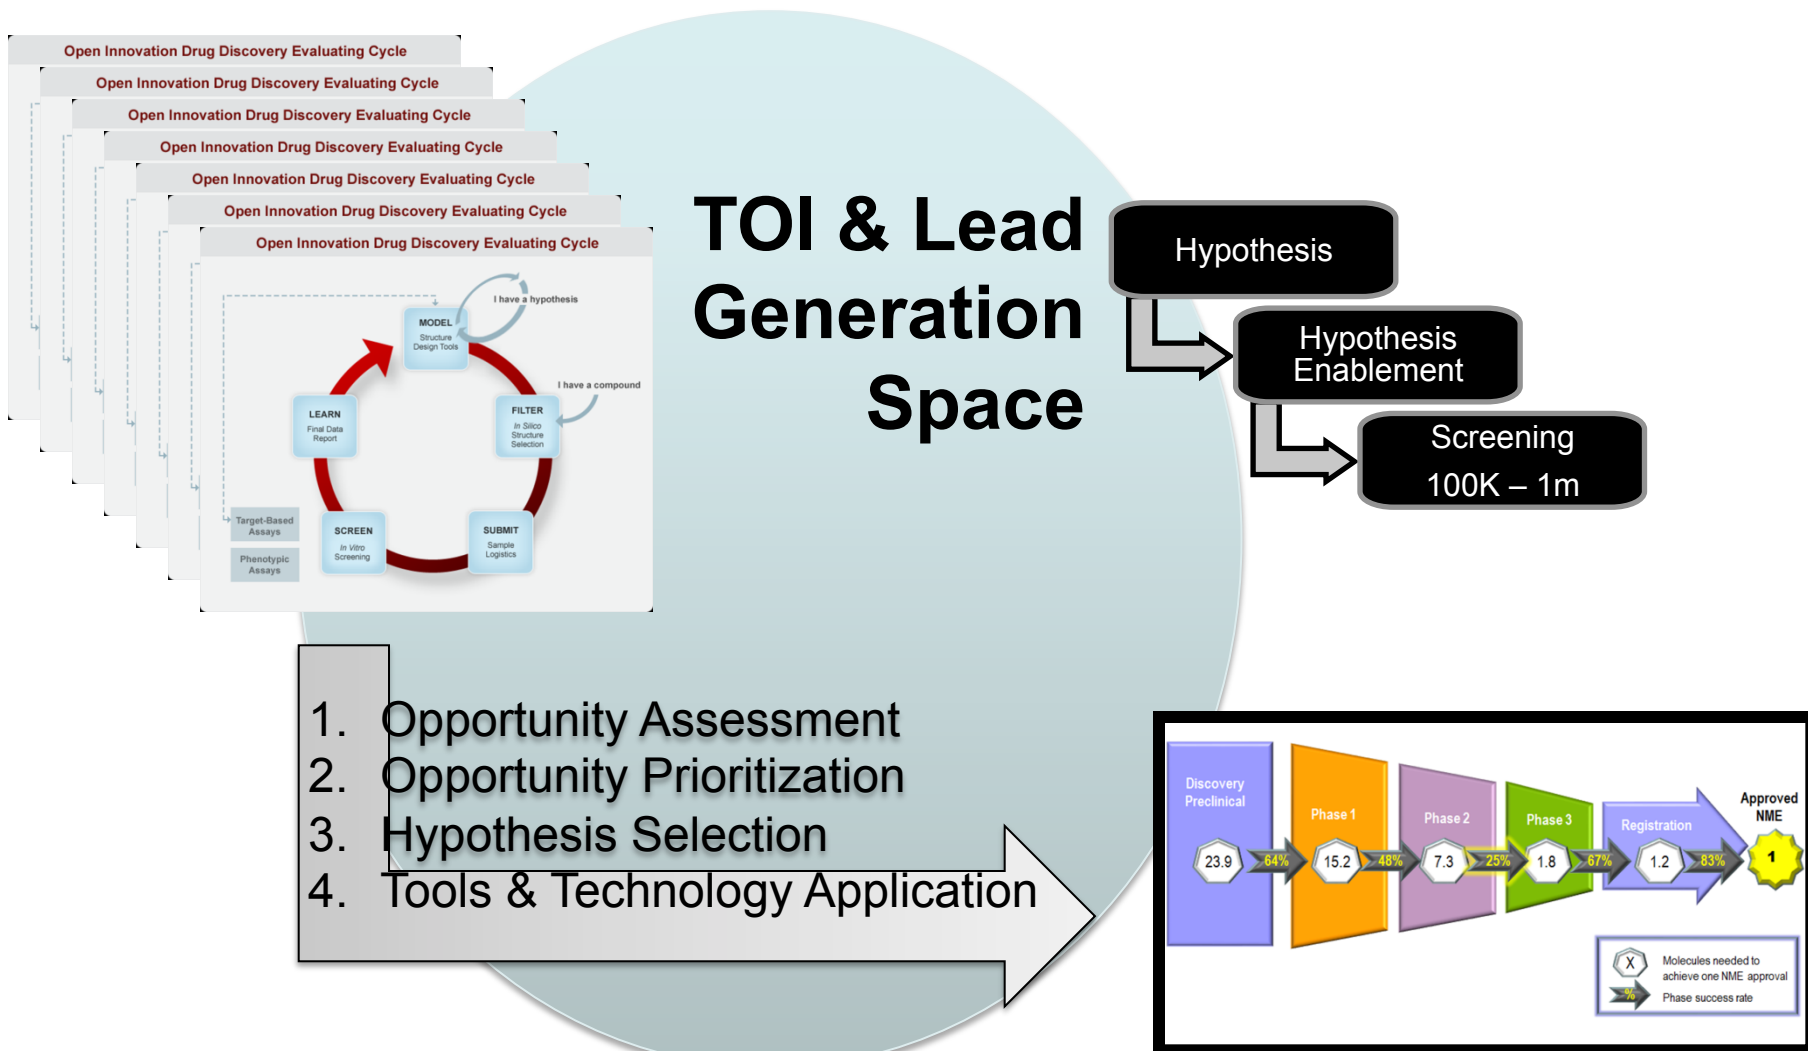 Open Innovation Drug Discovery Evaluating Cycle
Open Innovation Drug Discovery Evaluating Cycle
Open Innovation Drug Discovery Evaluating Cycle
Open Innovation Drug Discovery Evaluating Cycle
Open Innovation Drug Discovery Evaluating Cycle
Open Innovation Drug Discovery Evaluating Cycle
Open Innovation Drug Discovery Evaluating Cycle
I have a hypothesis
MODEL
Structure
Design Tools
I have a compound
FILTER
In Silico
Structure
Selection
SUBMIT
Sample
Logistics
SCREEN
In Vitro
Screening
LEARN
Final Data
Report
Target-Based
Assays
Phenotypic
Assays
TOI & Lead
Generation
Space
Hypothesis
Hypothesis
Enablement
Screening
100K – 1m
1. Opportunity Assessment
2. Opportunity Prioritization
3. Hypothesis Selection
4. Tools & Technology Application
Discovery
Preclinical
Phase 1
Phase 2
Phase 3
Registration
Approved
NME
23.9
64%
15.2
48%
7.3
25%
1.8
67%
1.2
83%
1
X
Molecules needed to
achieve one NME approval
%
Phase success rate